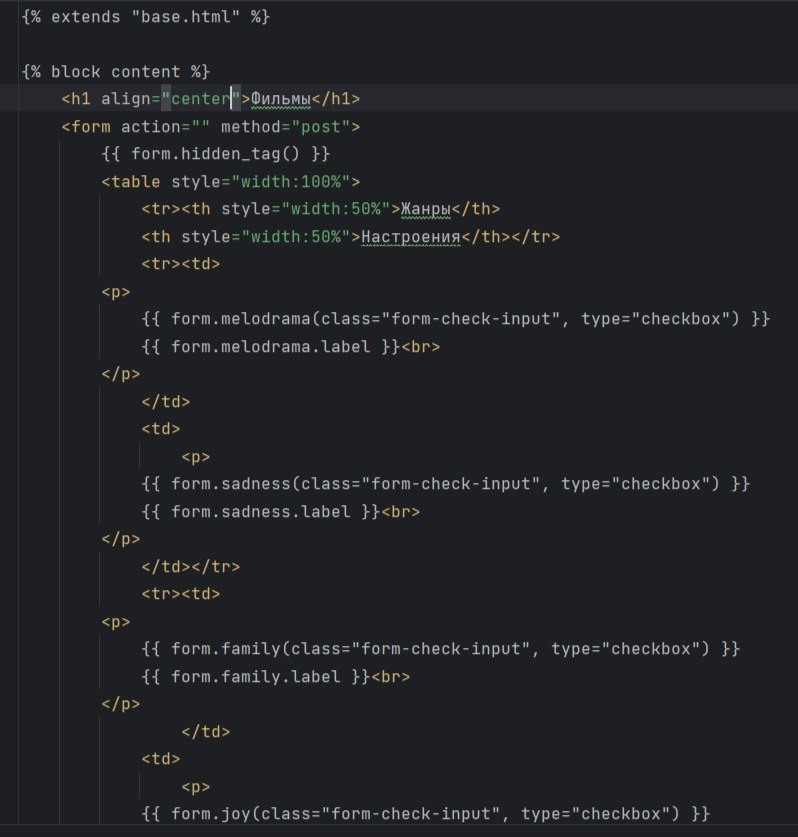 {% extends "base.html" %}
{% block content %}
<h1 align="center">Фильмы</h1>
<form action="" method="post">
{{ form.hidden_tag() }}
<table style="width:100%">
<tr><th style="width:50%">Жанры</th>
<th style="width:50%">Настроения</th></tr>
<tr><td>
<p>
{{ form.melodrama(class="form-check-input", type="checkbox") }}
{{ form.melodrama.label }}<br>
</p>
</td>
<td>
<p>
{{ form.sadness(class="form-check-input", type="checkbox") }}
{{ form.sadness.label }}<br>
</p>
</td></tr>
<tr><td>
<p>
{{ form.family(class="form-check-input", type="checkbox") }}
{{ form.family.label }}<br>
</p>
</td>
<td>
<p>
{{ form.joy(class="form-check-input", type="checkbox") }}